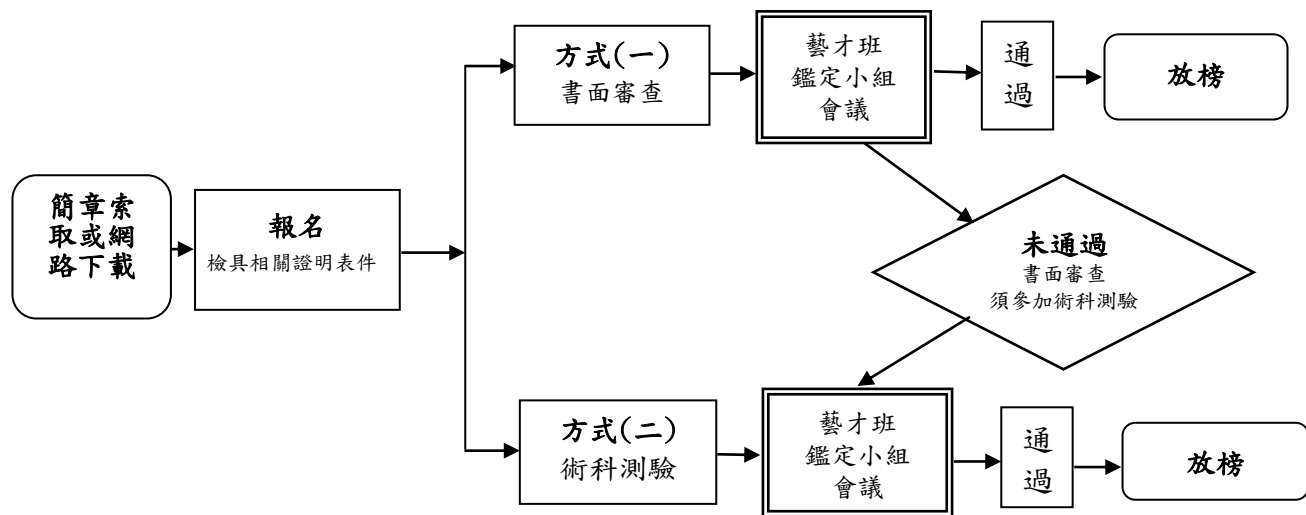 簡章索
取或網
路下載
報名
檢具相關證明表件
方式(一)
書面審查
藝才班
鑑定小組
會議
通
過
放榜
未通過
書面審查
須參加術科測驗
方式(二)
術科測驗
藝才班
鑑定小組
會議
通
過
放榜